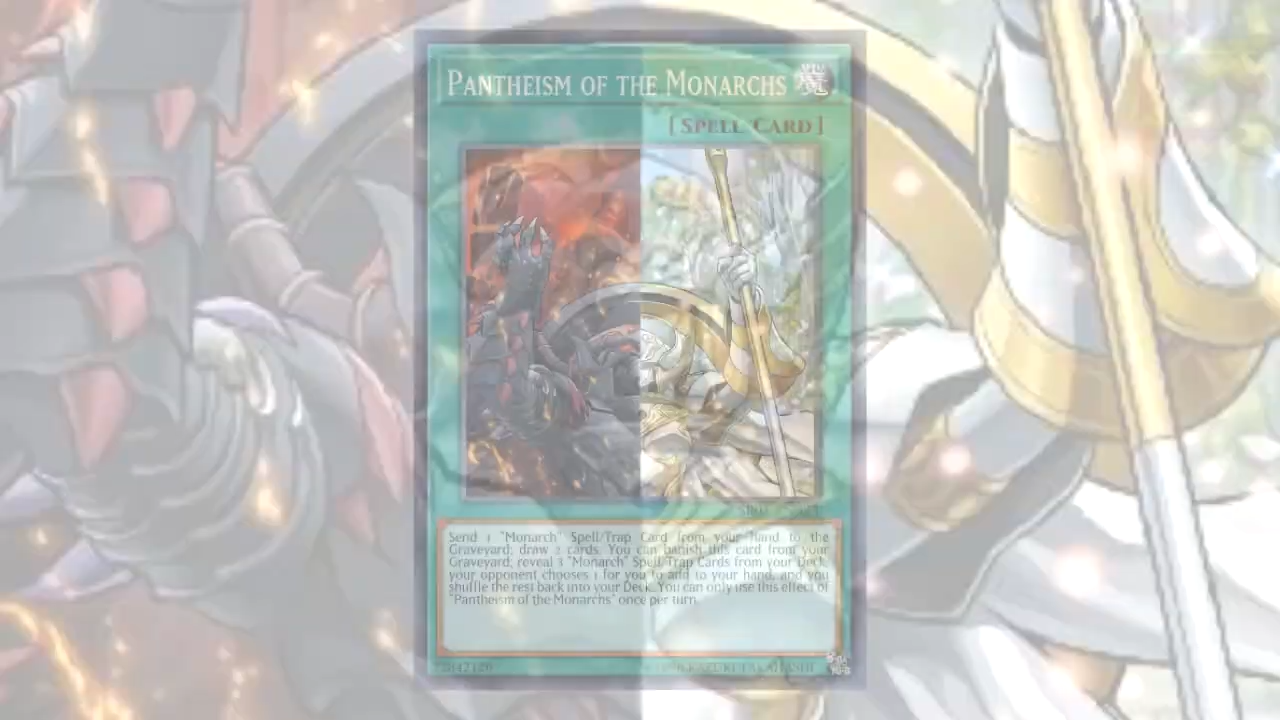 PANTHEISM OF THE MONARCHS 魔
[ SPELL CARD ]
Send 1 "Monarch" Spell/Trap Card from your hand to the
Graveyard; draw 2 cards. You can banish this card from your
Graveyard; reveal 3 "Monarch" Spell/Trap Cards from your Deck,
your opponent chooses 1 for you to add to your hand, and you
shuffle the rest back into your Deck. You can only use this effect of
"Pantheism of the Monarchs" once per turn.
KAZUKI TAKAHASHI